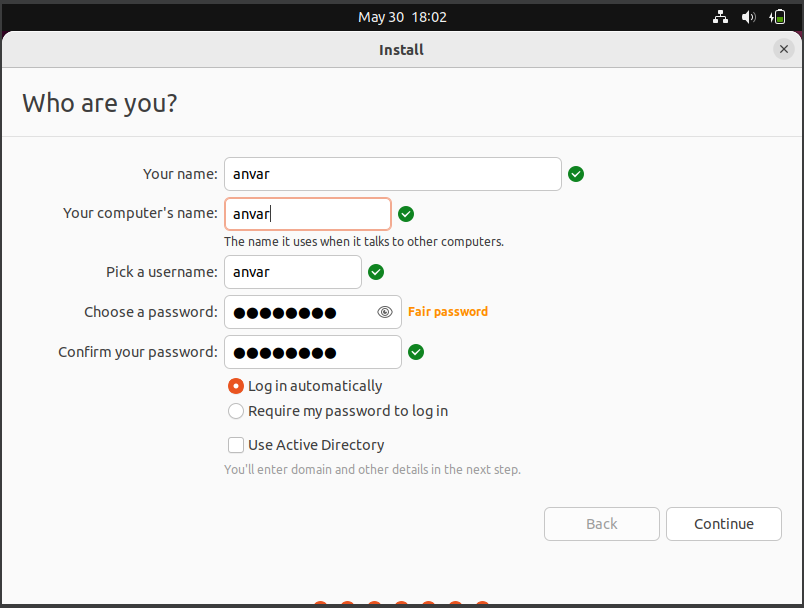 May 30 18:02
Install
Who are you?
Your name: anvar
Your computer's name: anvar
The name it uses when it talks to other computers.
Pick a username: anvar
Choose a password: ●●●●●●●● Fair password
Confirm your password: ●●●●●●●●
Log in automatically
Require my password to log in
Use Active Directory
You'll enter domain and other details in the next step.
Back Continue